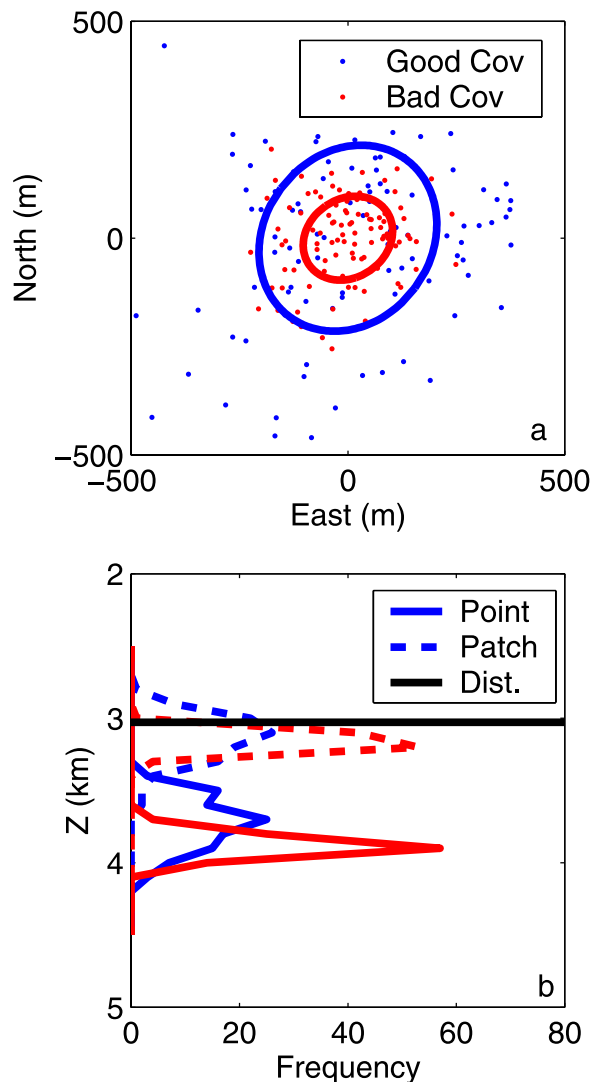 500
Good Cov
Bad Cov
North (m)
0
a
−500
−500
0
500
East (m)
2
Point
Patch
Dist.
3
Z (km)
4
b
5
0
20
40
60
80
Frequency